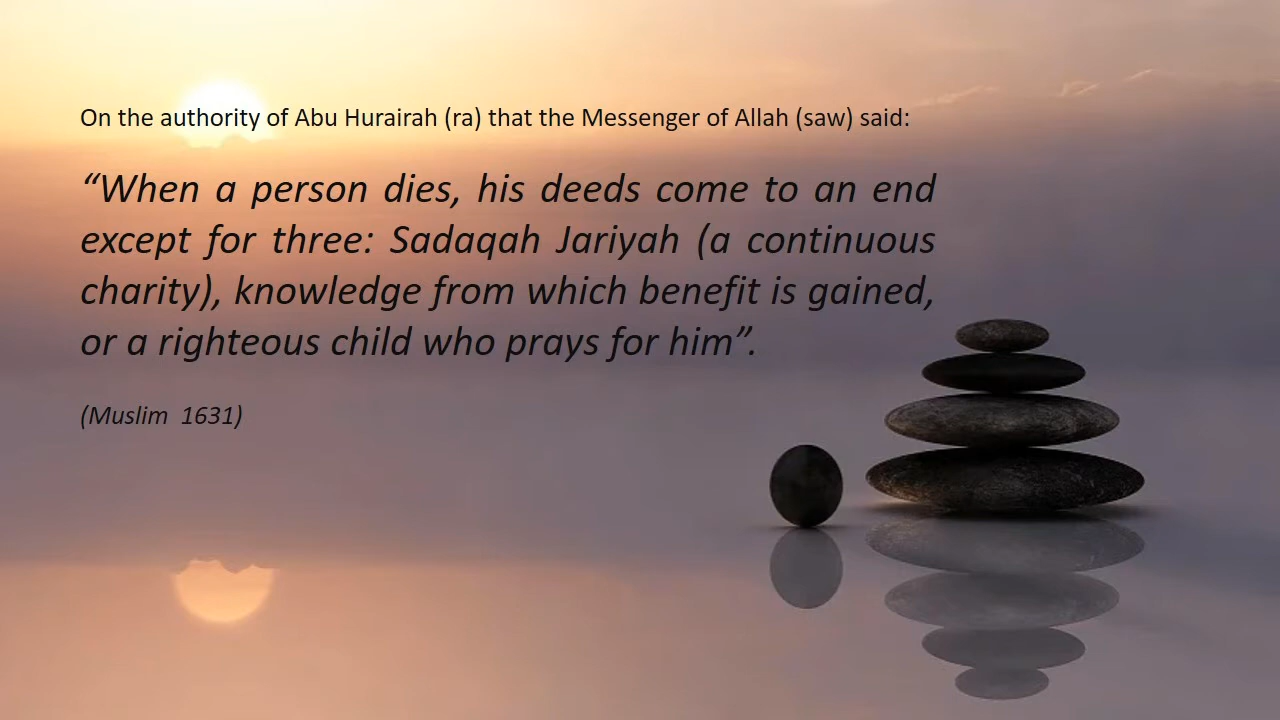 On the authority of Abu Hurairah (ra) that the Messenger of Allah (saw) said:
“When a person dies, his deeds come to an end
except for three: Sadaqah Jariyah (a continuous
charity), knowledge from which benefit is gained,
or a righteous child who prays for him”.
(Muslim  1631)